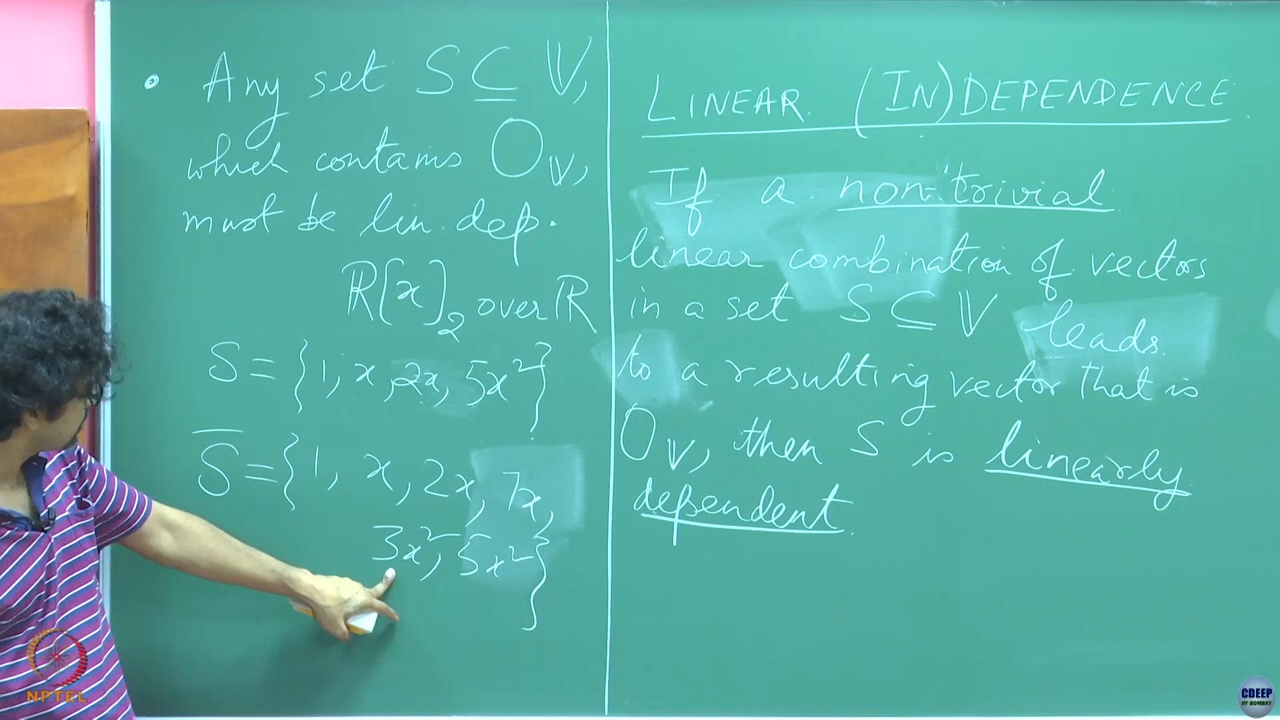 • Any set S ⊆ 𝕍,
which contains 0_𝕍,
must be lin. dep.
ℝ[x]₂ over ℝ
S = {1, x, 2x, 5x²}
S̅ = {1, x, 2x, 7x,
3x², 5x²}
LINEAR (IN)DEPENDENCE
If a non-trivial
linear combination of vectors
in a set S ⊆ 𝕍 leads
to a resulting vector that is
0_𝕍, then S is linearly
dependent.
NPTEL
CDEEP
IIT BOMBAY